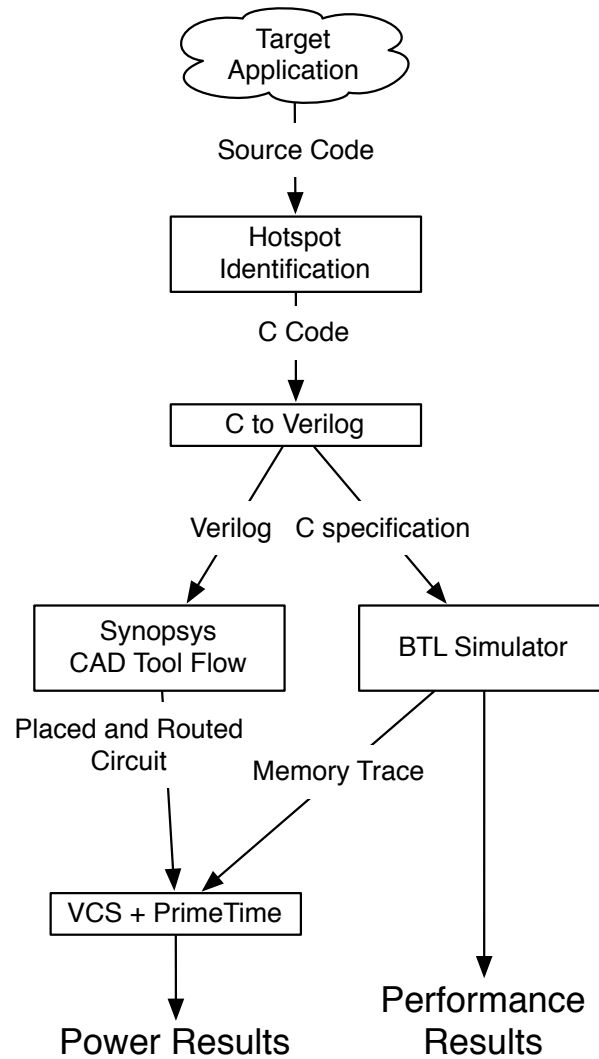 Target
Application
Source Code
Hotspot
Identification
C Code
C to Verilog
Verilog
C specification
Synopsys
CAD Tool Flow
BTL Simulator
Placed and Routed
Circuit
Memory Trace
VCS + PrimeTime
Power Results
Performance
Results